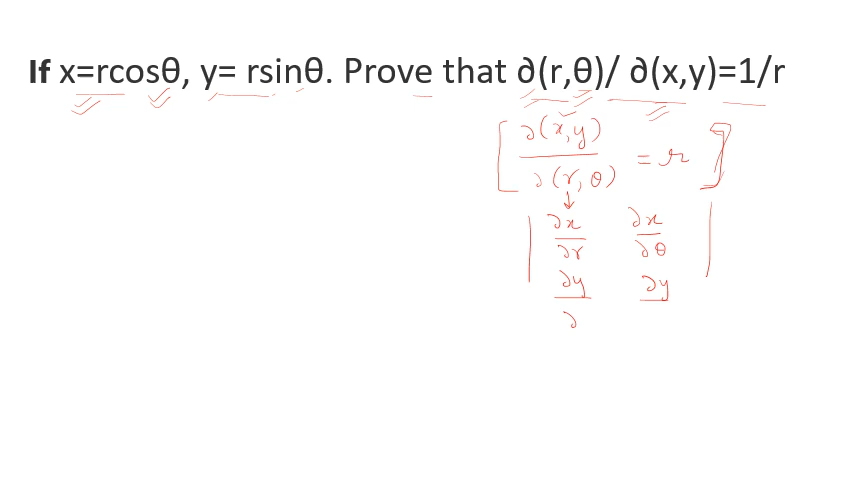 If x=rcosθ, y= rsinθ. Prove that ∂(r,θ)/ ∂(x,y)=1/r
[ ∂(x,y)
∂(r,θ) = r ]
| ∂x ∂x |
∂r ∂θ
∂y ∂y
∂